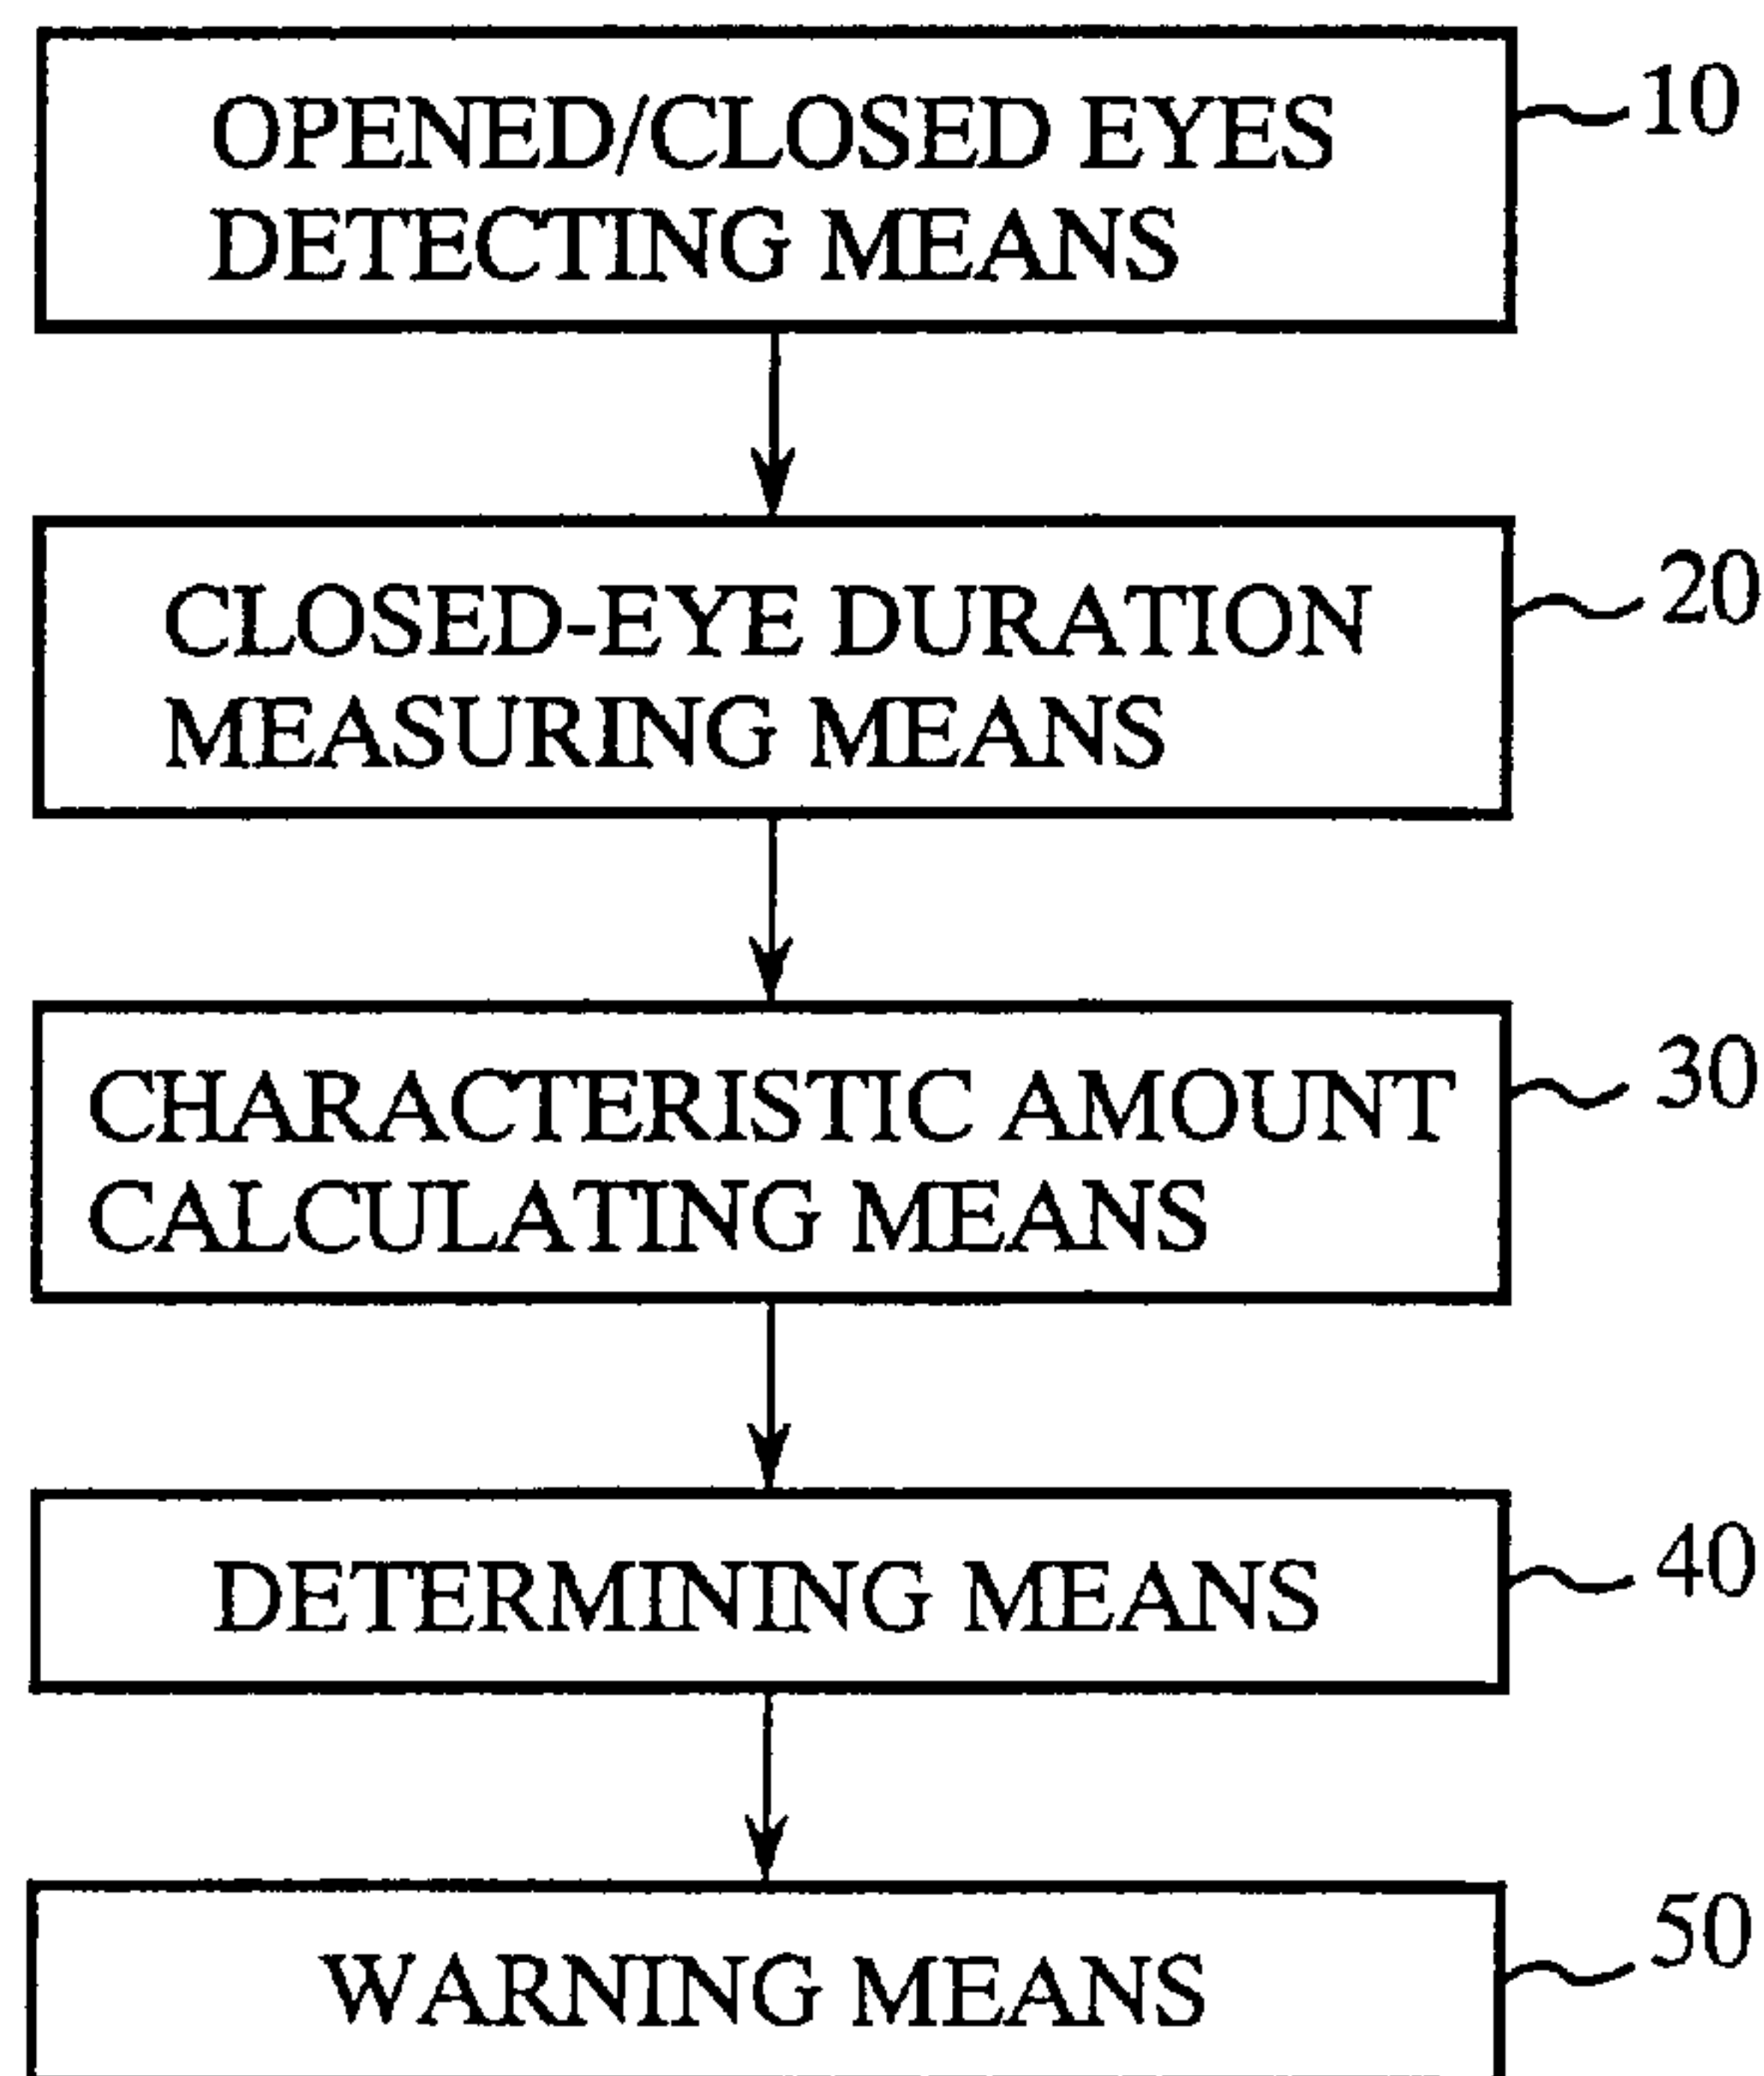 OPENED/CLOSED EYES
DETECTING MEANS
10
CLOSED-EYE DURATION
MEASURING MEANS
20
CHARACTERISTIC AMOUNT
CALCULATING MEANS
30
DETERMINING MEANS
40
WARNING MEANS
50